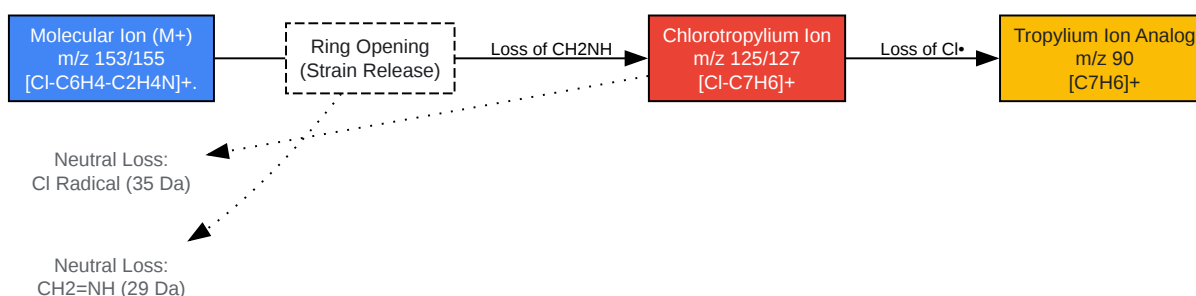 Molecular Ion (M+)
m/z 153/155
[Cl-C6H4-C2H4N]+.
Ring Opening
(Strain Release)
Loss of CH2NH
Chlorotropylium Ion
m/z 125/127
[Cl-C7H6]+
Loss of Cl•
Tropylium Ion Analog
m/z 90
[C7H6]+
Neutral Loss:
Cl Radical (35 Da)
Neutral Loss:
CH2=NH (29 Da)